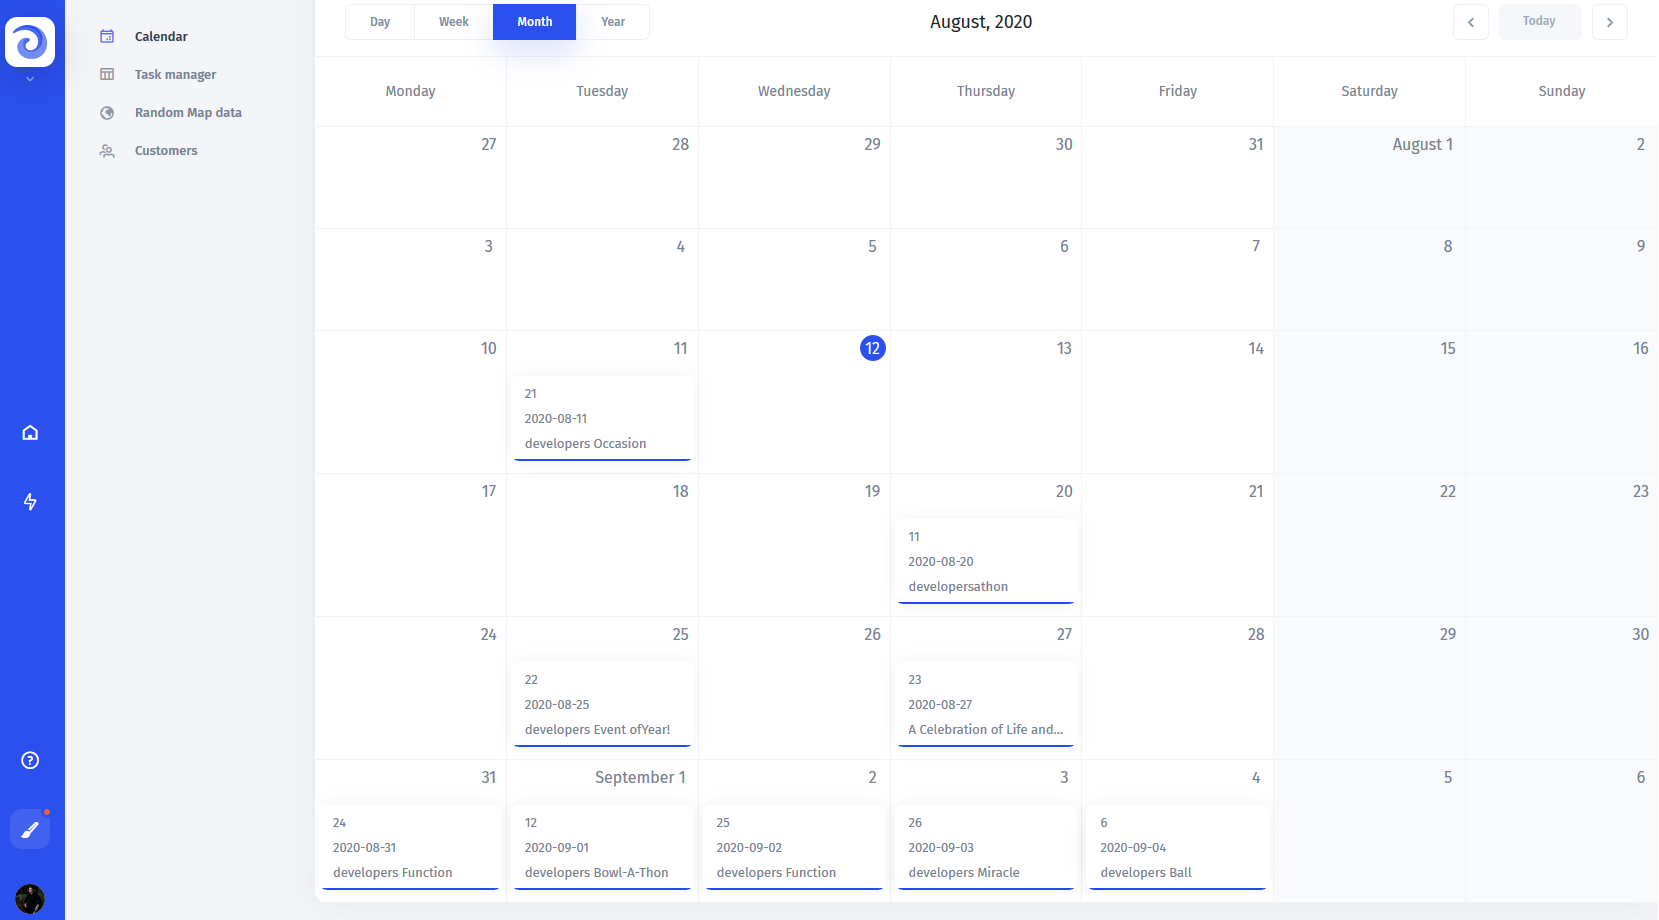 Calendar
Task manager
Random Map data
Customers
Day Week Month Year
August, 2020
Today
Monday Tuesday Wednesday Thursday Friday Saturday Sunday
27 28 29 30 31 August 1 2
3 4 5 6 7 8 9
10 11 12 13 14 15 16
21
2020-08-11
developers Occasion
17 18 19 20 21 22 23
11
2020-08-20
developersathon
24 25 26 27 28 29 30
22 23
2020-08-25 2020-08-27
developers Event ofYear! A Celebration of Life and...
31 September 1 2 3 4 5 6
24 12 25 26 6
2020-08-31 2020-09-01 2020-09-02 2020-09-03 2020-09-04
developers Function developers Bowl-A-Thon developers Function developers Miracle developers Ball